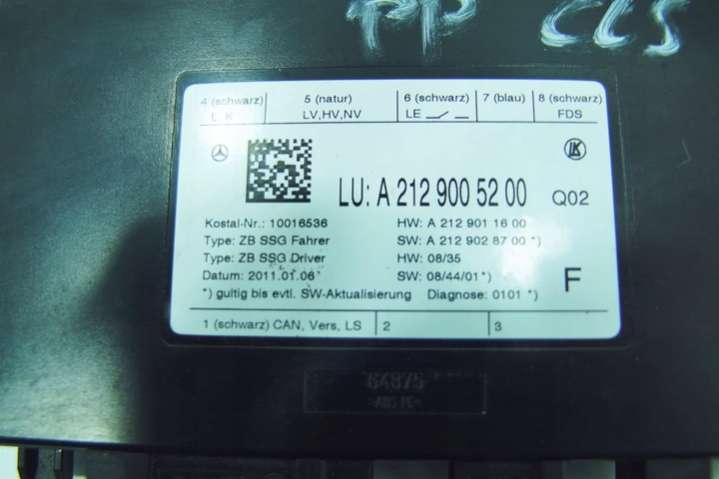 PP CLS
4 (schwarz) 5 (natur) 6 (schwarz) 7 (blau) 8 (schwarz)
L, K LV,HV,NV LE FDS
LU: A 212 900 52 00 Q02
Kostal-Nr.: 10016536 HW: A 212 901 16 00
Type: ZB SSG Fahrer SW: A 212 902 87 00 *)
Type: ZB SSG Driver HW: 08/35
Datum: 2011.01.06* SW: 08/44/01*) F
*) gultig bis evtl. SW-Aktualisierung Diagnose: 0101 *)
1 (schwarz) CAN, Vers, LS 2 3
64875
>ABS PC<